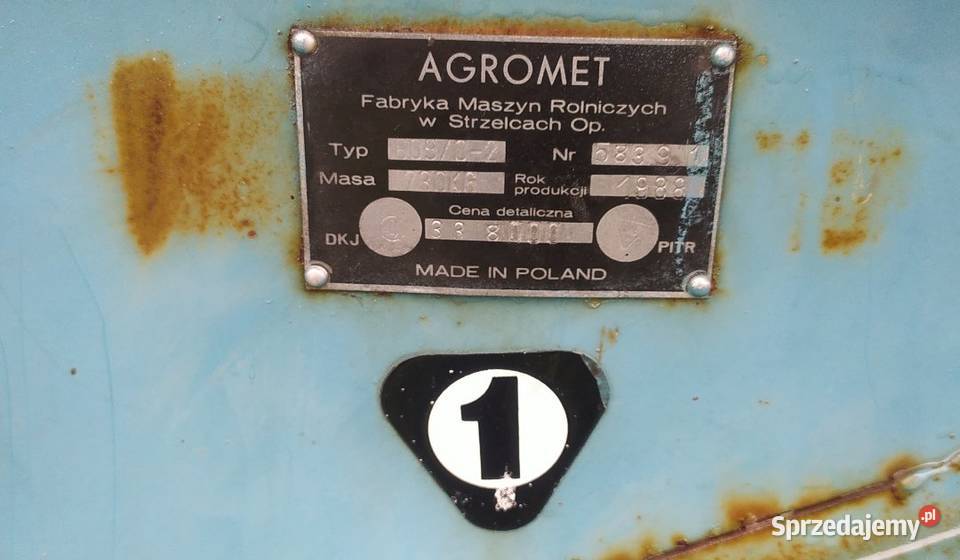 AGROMET
Fabryka Maszyn Rolniczych
w Strzelcach Op.
Typ Nr
Masa Rok produkcji 1988
Cena detaliczna
DKJ 338000 PITR
MADE IN POLAND
1
Sprzedajemy.pl